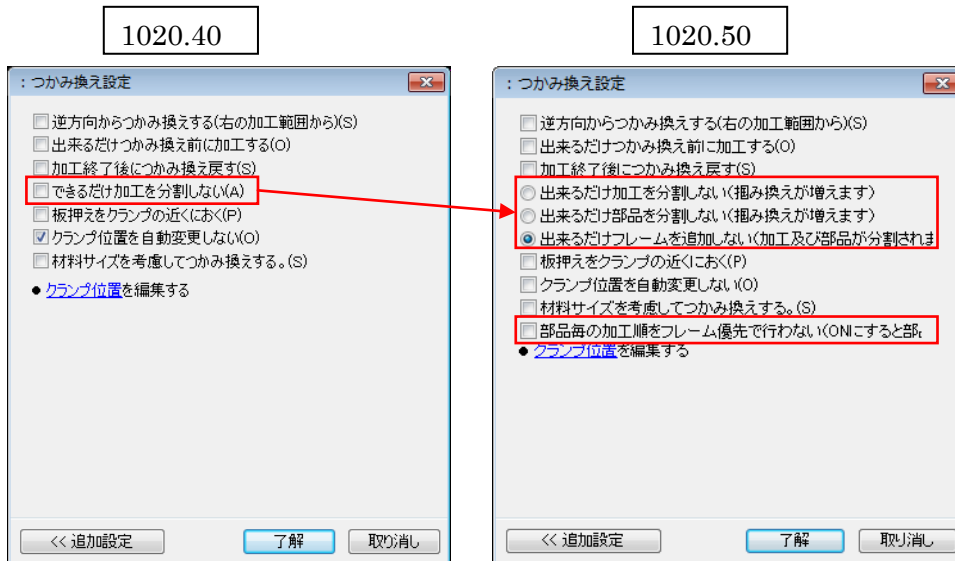 1020.40
：つかみ換え設定
逆方向からつかみ換えする(右の加工範囲から)(S)
出来るだけつかみ換え前に加工する(O)
加工終了後につかみ換え戻す(S)
できるだけ加工を分割しない(A)
板押えをクランプの近くにおく(P)
クランプ位置を自動変更しない(O)
材料サイズを考慮してつかみ換えする。(S)
● クランプ位置を編集する
<< 追加設定
了解
取り消し
1020.50
：つかみ換え設定
逆方向からつかみ換えする(右の加工範囲から)(S)
出来るだけつかみ換え前に加工する(O)
加工終了後につかみ換え戻す(S)
出来るだけ加工を分割しない(掴み換えが増えます)
出来るだけ部品を分割しない(掴み換えが増えます)
出来るだけフレームを追加しない(加工及び部品が分割されま
板押えをクランプの近くにおく(P)
クランプ位置を自動変更しない(O)
材料サイズを考慮してつかみ換えする。(S)
部品毎の加工順をフレーム優先で行わない(ONにすると部
● クランプ位置を編集する
<< 追加設定
了解
取り消し